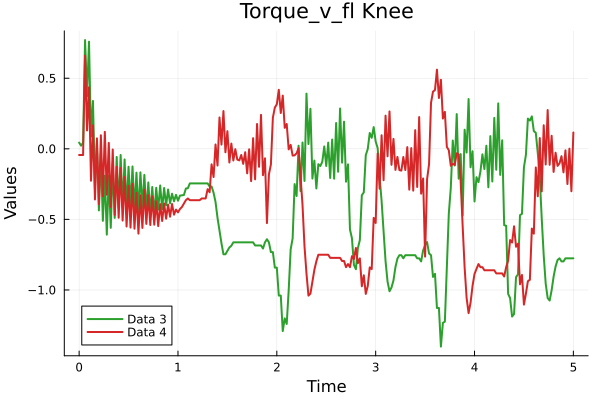 Torque_v_fl Knee
Values
0.5
0.0
−0.5
−1.0
Data 3
Data 4
0 1 2 3 4 5
Time